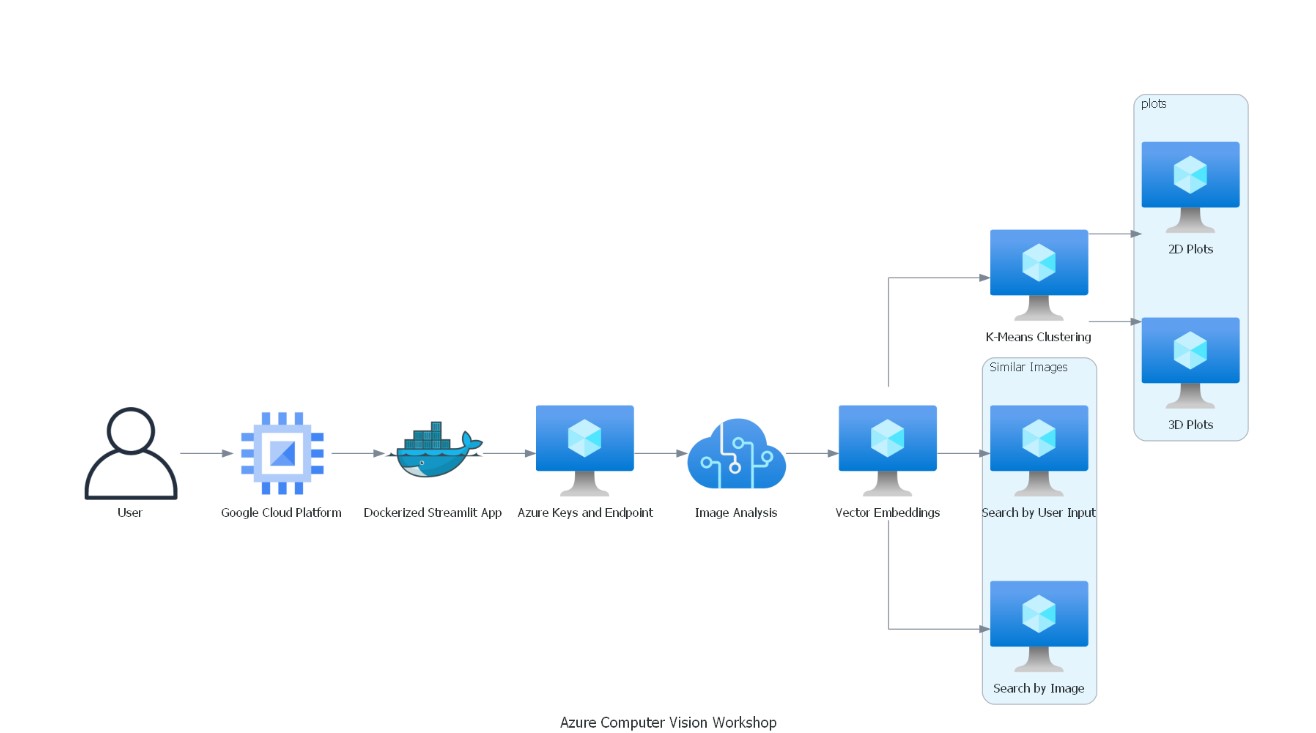 plots
2D Plots
K-Means Clustering
3D Plots
Similar Images
User
Google Cloud Platform
Dockerized Streamlit App
Azure Keys and Endpoint
Image Analysis
Vector Embeddings
Search by User Input
Search by Image
Azure Computer Vision Workshop